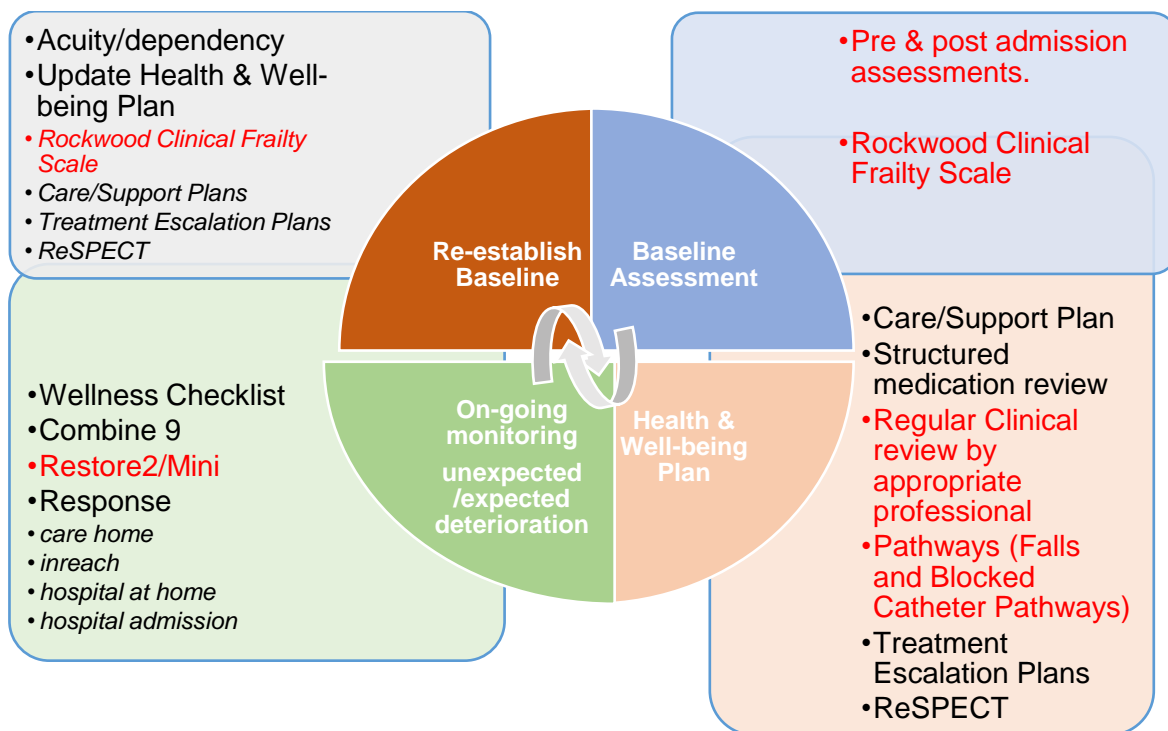 •Acuity/dependency
•Update Health & Well-
being Plan
•Rockwood Clinical Frailty
Scale
•Care/Support Plans
•Treatment Escalation Plans
•ReSPECT
•Pre & post admission
assessments.
•Rockwood Clinical
Frailty Scale
Re-establish
Baseline
Baseline
Assessment
•Wellness Checklist
•Combine 9
•Restore2/Mini
•Response
•care home
•inreach
•hospital at home
•hospital admission
On-going
monitoring
unexpected
/expected
deterioration
Health &
Well-being
Plan
•Care/Support Plan
•Structured
medication review
•Regular Clinical
review by
appropriate
professional
•Pathways (Falls
and Blocked
Catheter Pathways)
•Treatment
Escalation Plans
•ReSPECT